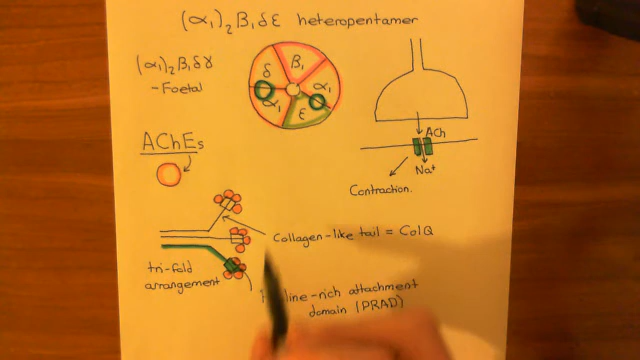 (α₁)₂ β₁ δ ε heteropentamer
(α₁)₂ β₁ δ γ
- Foetal
δ
β₁
α₁
α₁
ε
ACh
Na⁺
Contraction.
AChEs
Collagen-like tail = ColQ
tri-fold
arrangement
line-rich attachment
domain (PRAD)